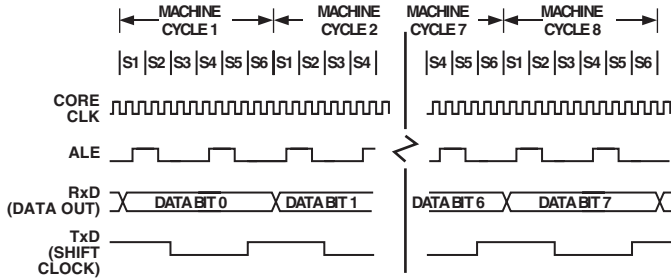 MACHINE CYCLE 1 MACHINE CYCLE 2 MACHINE CYCLE 7 MACHINE CYCLE 8
S1 S2 S3 S4 S5 S6 S1 S2 S3 S4 S4 S5 S6 S1 S2 S3 S4 S5 S6
CORE
CLK
ALE
RxD
(DATA OUT)
DATA BIT 0 DATA BIT 1 DATA BIT 6 DATA BIT 7
TxD
(SHIFT
CLOCK)